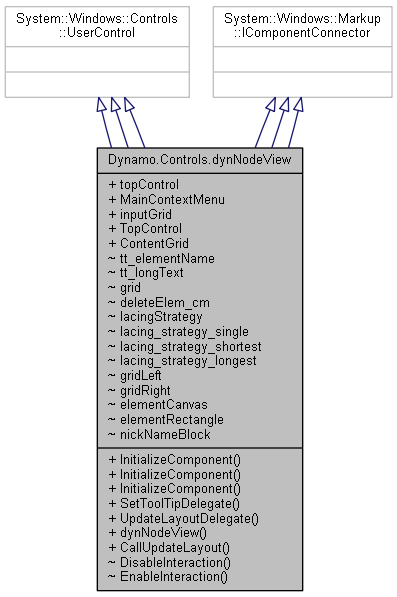 System::Windows::Controls
::UserControl
System::Windows::Markup
::IComponentConnector
Dynamo.Controls.dynNodeView
+ topControl
+ MainContextMenu
+ inputGrid
+ TopControl
+ ContentGrid
~ tt_elementName
~ tt_longText
~ grid
~ deleteElem_cm
~ lacingStrategy
~ lacing_strategy_single
~ lacing_strategy_shortest
~ lacing_strategy_longest
~ gridLeft
~ gridRight
~ elementCanvas
~ elementRectangle
~ nickNameBlock
+ InitializeComponent()
+ InitializeComponent()
+ InitializeComponent()
+ SetToolTipDelegate()
+ UpdateLayoutDelegate()
+ dynNodeView()
+ CallUpdateLayout()
~ DisableInteraction()
~ EnableInteraction()